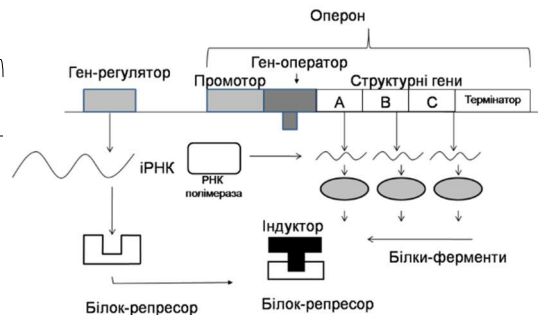 Оперон
Ген-оператор
Ген-регулятор
Промотор
Структурні гени
А
В
С
Термінатор
іРНК
РНК
полімераза
Індуктор
Білки-ферменти
Білок-репресор
Білок-репресор